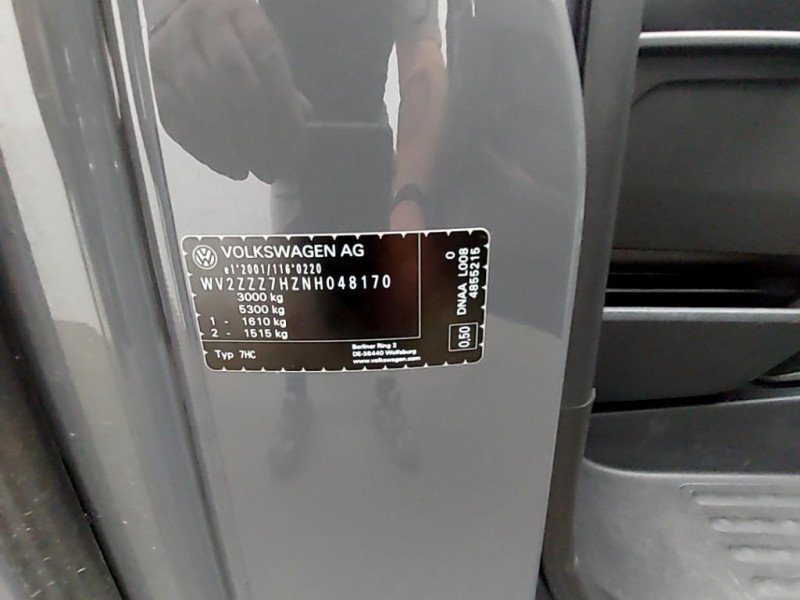 VOLKSWAGEN AG
e1*2001/116*0220
WV2ZZZ7HZNH048170
3000 kg
5300 kg
1 - 1610 kg
2 - 1515 kg
Typ 7HC
Berliner Ring 2
DE-38440 Wolfsburg
www.volkswagen.com
0
DNAA L008
4855215
0,50